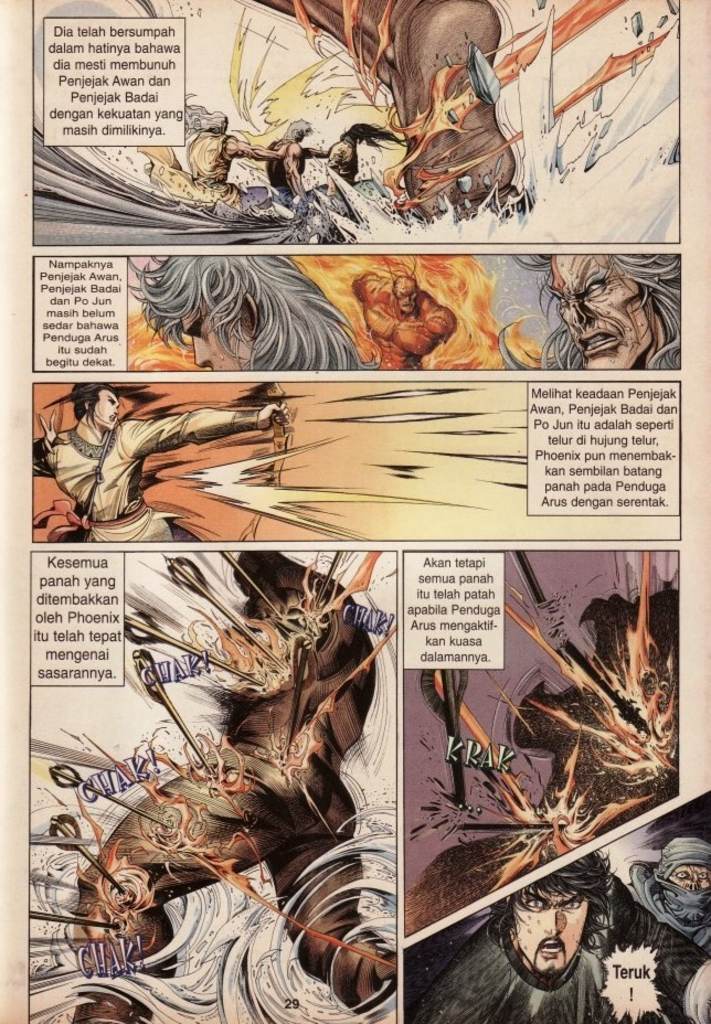 Dia telah bersumpah
dalam hatinya bahawa
dia mesti membunuh
Penjejak Awan dan
Penjejak Badai
dengan kekuatan yang
masih dimilikinya.
Nampaknya
Penjejak Awan,
Penjejak Badai
dan Po Jun
masih belum
sedar bahawa
Penduga Arus
itu sudah
begitu dekat.
Melihat keadaan Penjejak
Awan, Penjejak Badai dan
Po Jun itu adalah seperti
telur di hujung telur,
Phoenix pun menembak-
kan sembilan batang
panah pada Penduga
Arus dengan serentak.
Kesemua
panah yang
ditembakkan
oleh Phoenix
itu telah tepat
mengenai
sasarannya.
CHAK!
CHAK!
CHAK!
CHAK!
Akan tetapi
semua panah
itu telah patah
apabila Penduga
Arus mengaktif-
kan kuasa
dalamannya.
KRAK
Teruk
!
29